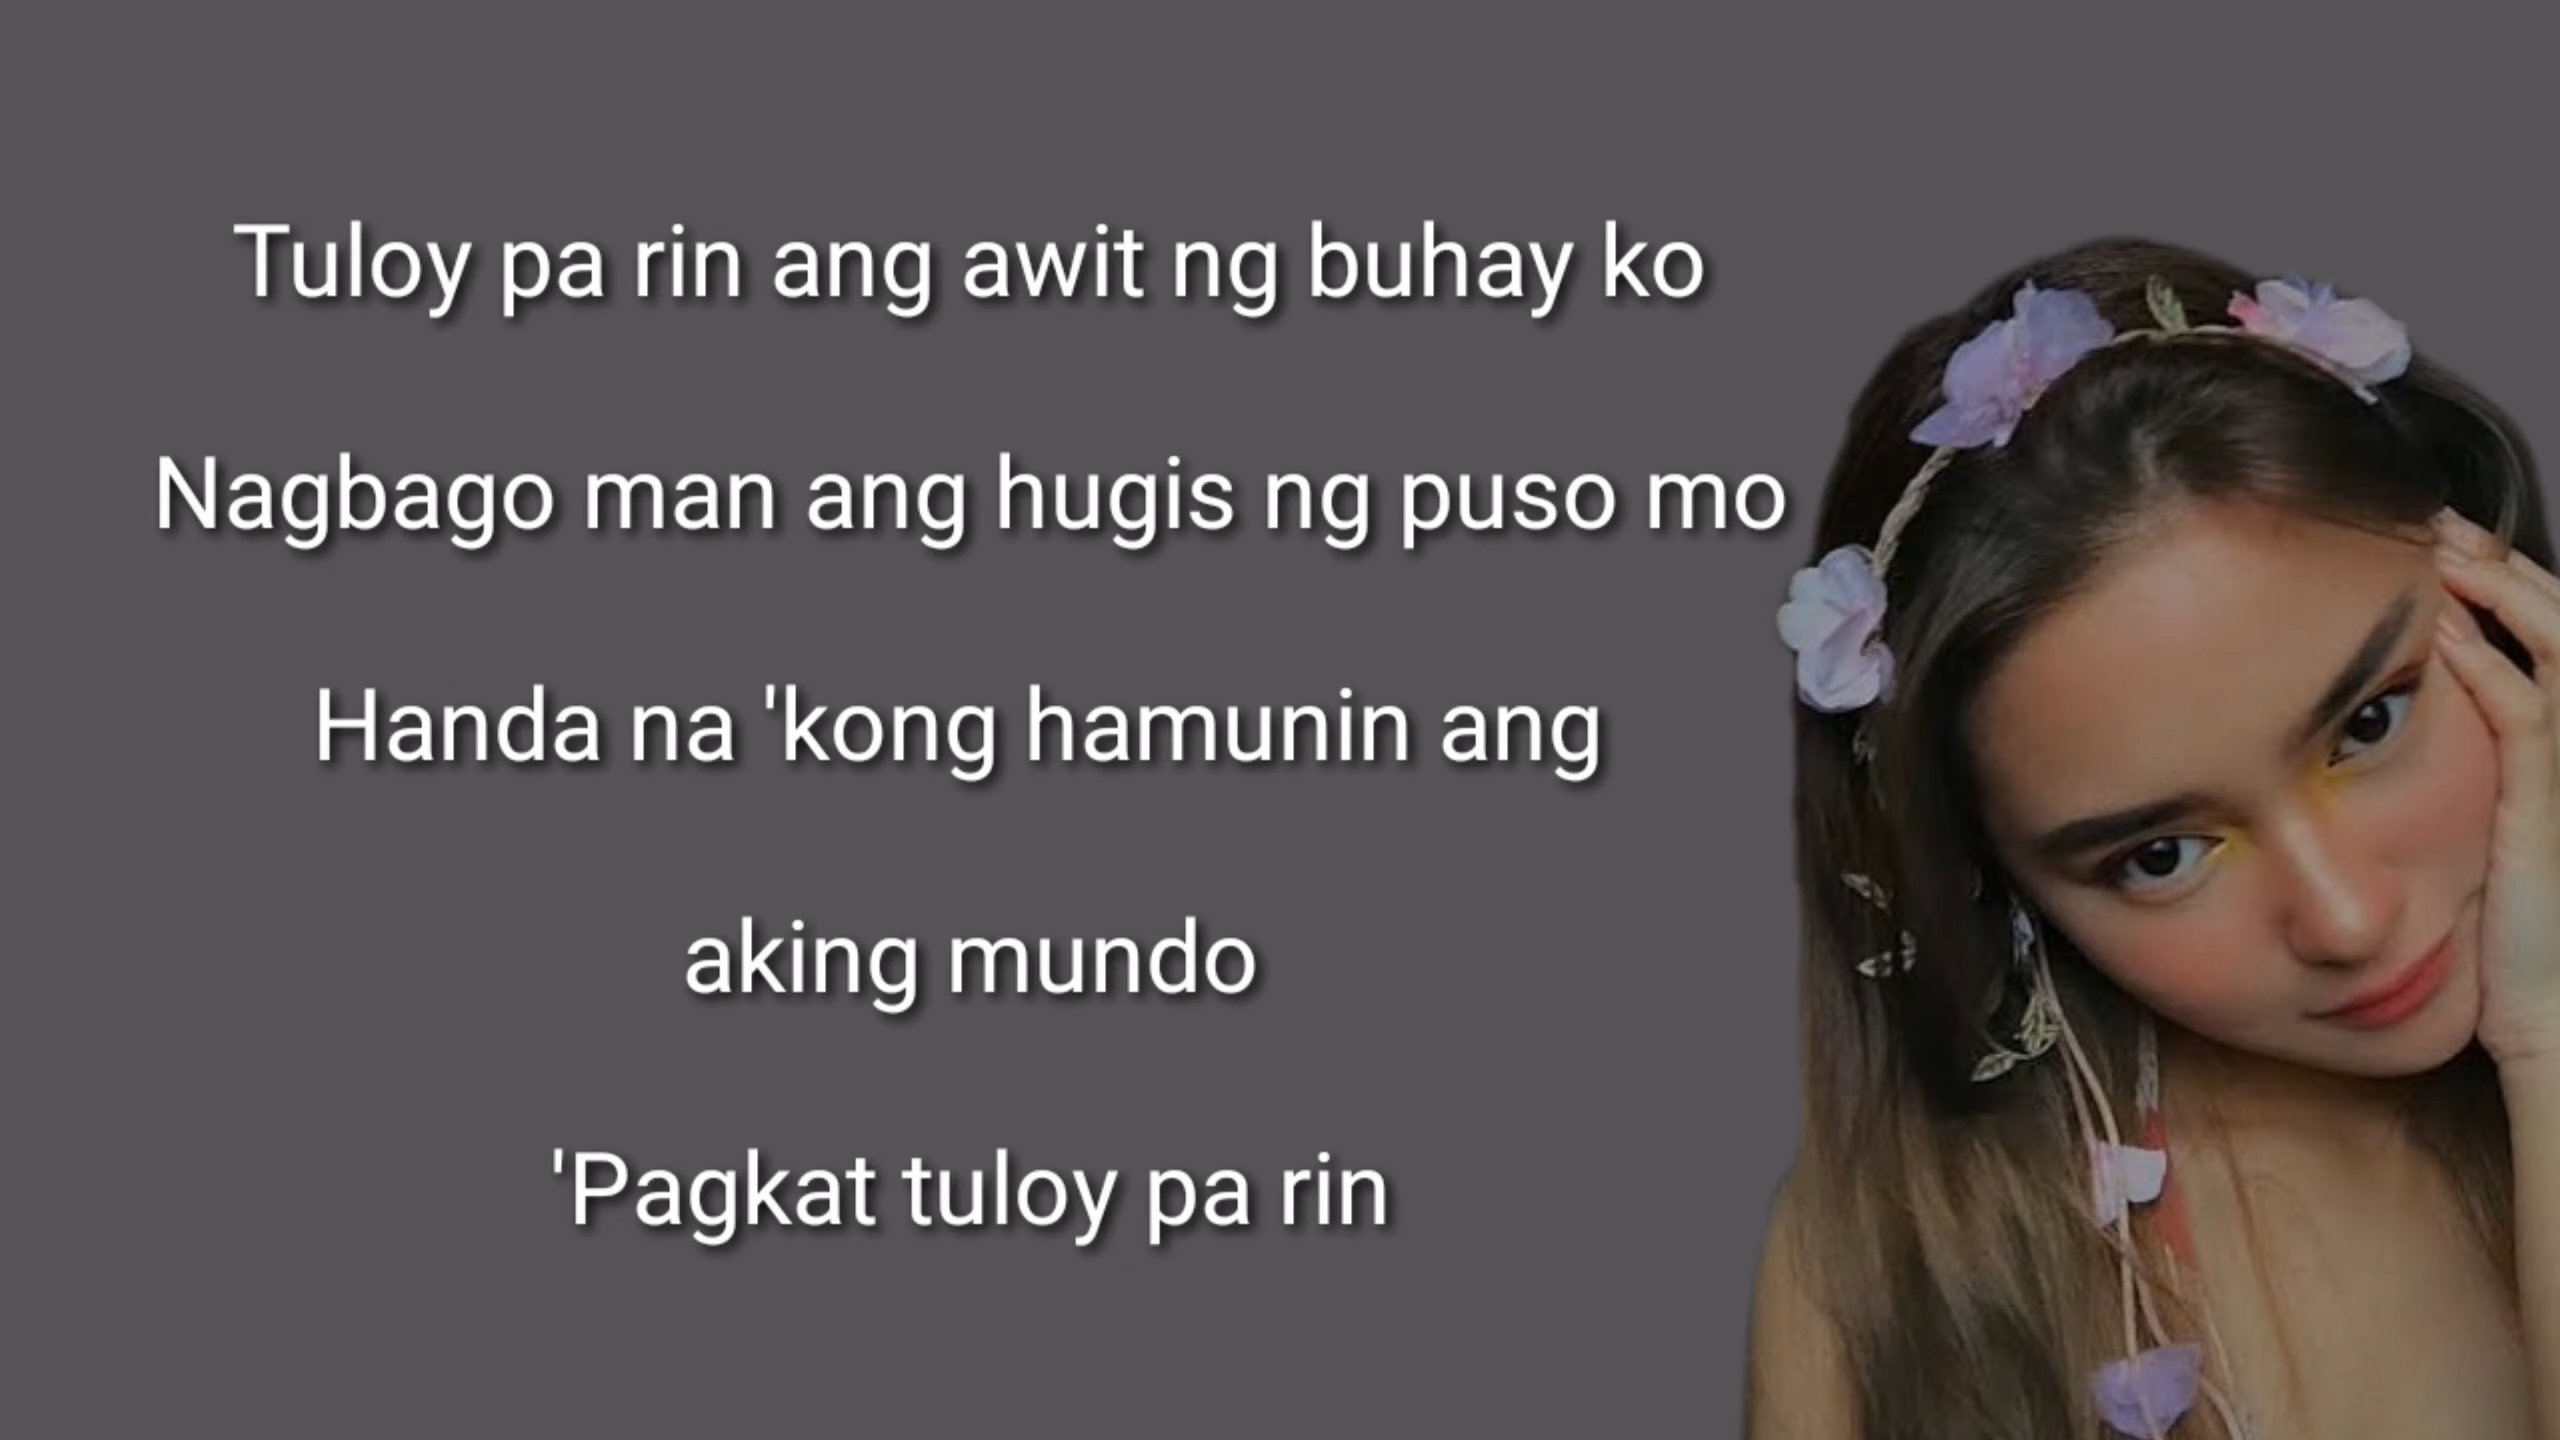 Tuloy pa rin ang awit ng buhay ko
Nagbago man ang hugis ng puso mo
Handa na 'kong hamunin ang
aking mundo
'Pagkat tuloy pa rin